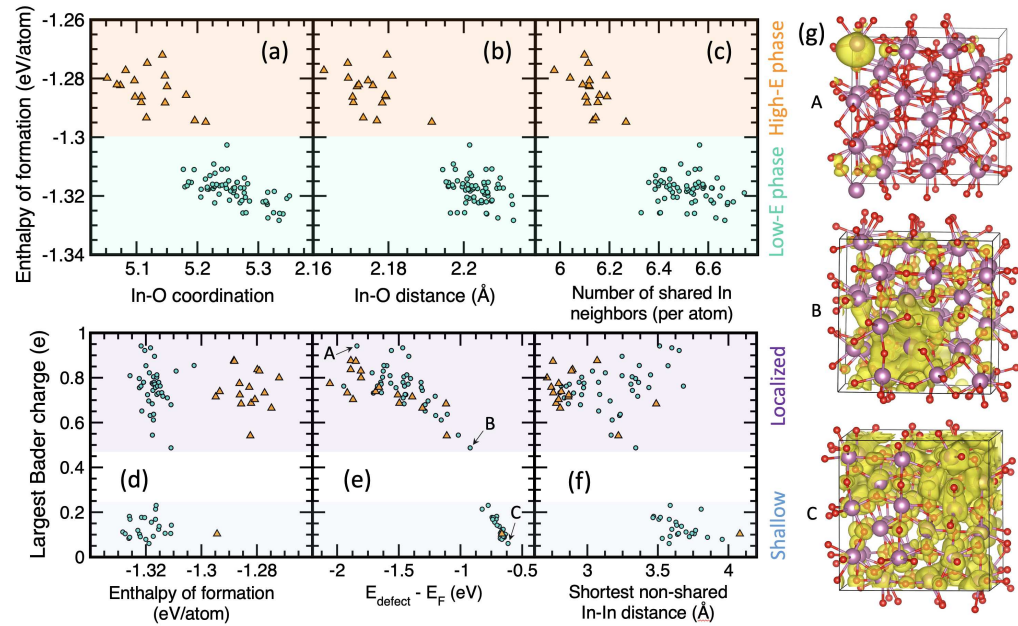 -1.26
-1.28
-1.3
-1.32
-1.34
Enthalpy of formation (eV/atom)
(a)
(b)
(c)
5.1
5.2
5.3
2.16
2.18
2.2
6
6.2
6.4
6.6
In-O coordination
In-O distance (Å)
Number of shared In
neighbors (per atom)
High-E phase
Low-E phase
1
0.8
0.6
0.4
0.2
0
Largest Bader charge (e)
A
B
C
(d)
(e)
(f)
-1.32
-1.3
-1.28
-2
-1.5
-1
-0.5
3
3.5
4
Enthalpy of formation
(eV/atom)
Edefect - EF (eV)
Shortest non-shared
In-In distance (Å)
Localized
Shallow
(g)
A
B
C